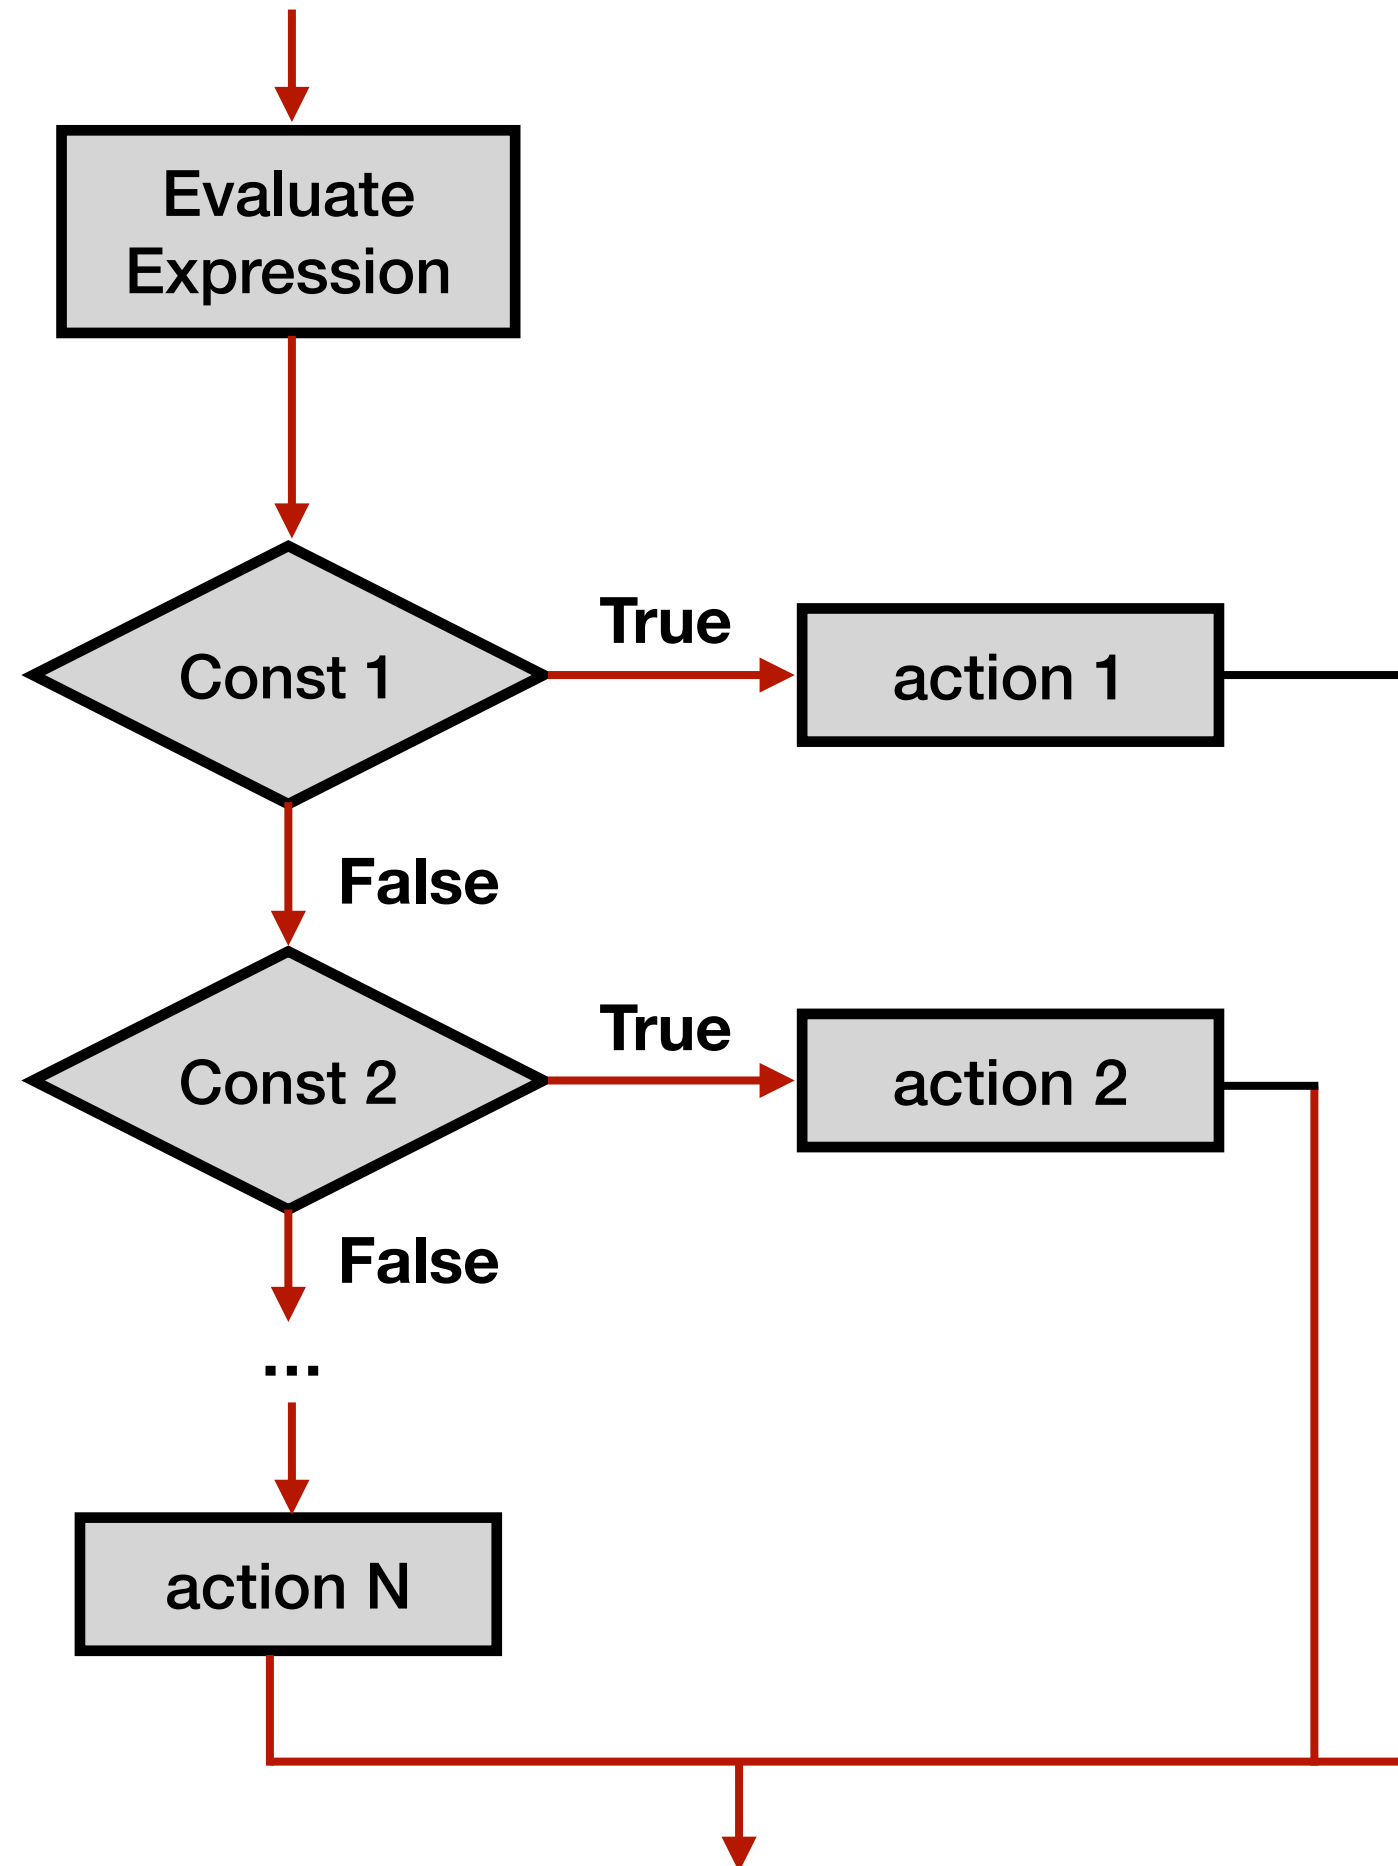 Evaluate
Expression
True
Const 1
action 1
False
True
Const 2
action 2
False
...
action N